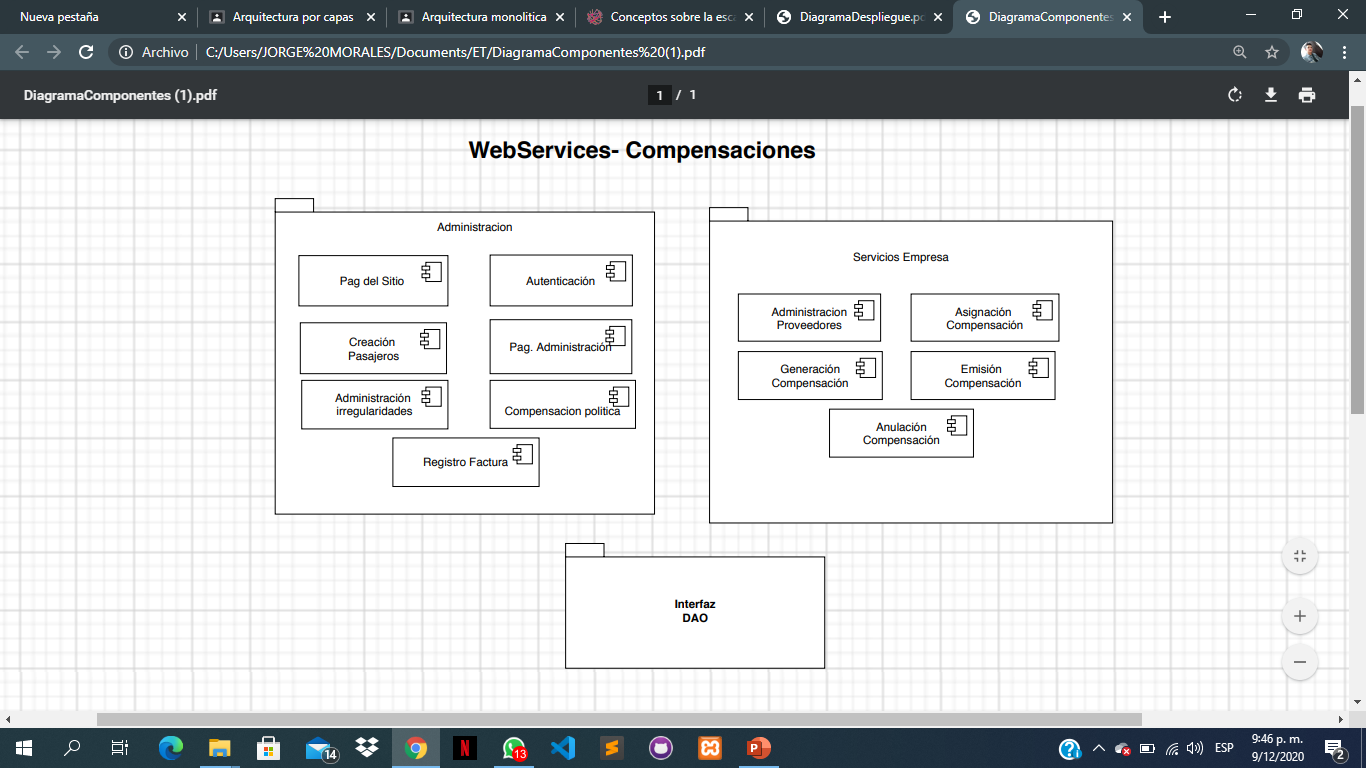 Nueva pestaña
Arquitectura por capas
Arquitectura monolitica
Conceptos sobre la esc
DiagramaDespliegue.p
DiagramaComponentes
Archivo
C:/Users/JORGE%20MORALES/Documents/ET/DiagramaComponentes%20(1).pdf
DiagramaComponentes (1).pdf
1 / 1
WebServices- Compensaciones
Administracion
Pag del Sitio
Autenticación
Creación
Pasajeros
Pag. Administración
Administración
irregularidades
Compensacion politica
Registro Factura
Servicios Empresa
Administracion
Proveedores
Asignación
Compensación
Generación
Compensación
Emisión
Compensación
Anulación
Compensación
Interfaz
DAO
14
13
ESP
9:46 p. m.
9/12/2020
2